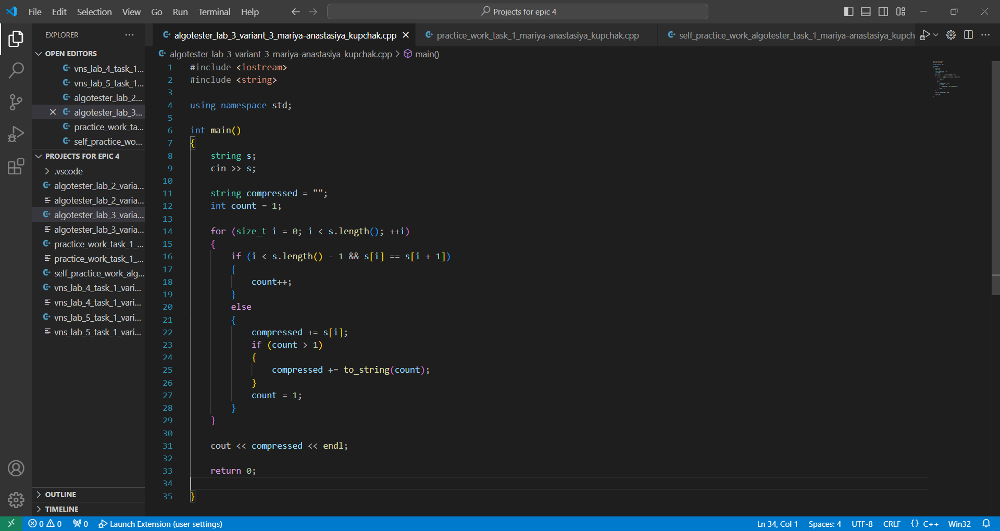 File Edit Selection View Go Run Terminal Help
Projects for epic 4
EXPLORER
OPEN EDITORS
vns_lab_4_task_1...
vns_lab_5_task_1...
algotester_lab_2...
algotester_lab_3...
practice_work_ta...
self_practice_wo...
PROJECTS FOR EPIC 4
.vscode
algotester_lab_2_varia...
algotester_lab_2_varia...
algotester_lab_3_varia...
algotester_lab_3_varia...
practice_work_task_1_...
practice_work_task_1_...
self_practice_work_alg...
vns_lab_4_task_1_vari...
vns_lab_4_task_1_vari...
vns_lab_5_task_1_vari...
vns_lab_5_task_1_vari...
OUTLINE
TIMELINE
algotester_lab_3_variant_3_mariya-anastasiya_kupchak.cpp
practice_work_task_1_mariya-anastasiya_kupchak.cpp
self_practice_work_algotester_task_1_mariya-anastasiya_kupch
algotester_lab_3_variant_3_mariya-anastasiya_kupchak.cpp > main()
1 #include <iostream>
2 #include <string>
3
4 using namespace std;
5
6 int main()
7 {
8     string s;
9     cin >> s;
10
11     string compressed = "";
12     int count = 1;
13
14     for (size_t i = 0; i < s.length(); ++i)
15     {
16         if (i < s.length() - 1 && s[i] == s[i + 1])
17         {
18             count++;
19         }
20         else
21         {
22             compressed += s[i];
23             if (count > 1)
24             {
25                 compressed += to_string(count);
26             }
27             count = 1;
28         }
29     }
30
31     cout << compressed << endl;
32
33     return 0;
34
35 }
0 0 0 Launch Extension (user settings)
Ln 34, Col 1 Spaces: 4 UTF-8 CRLF {} C++ Win32